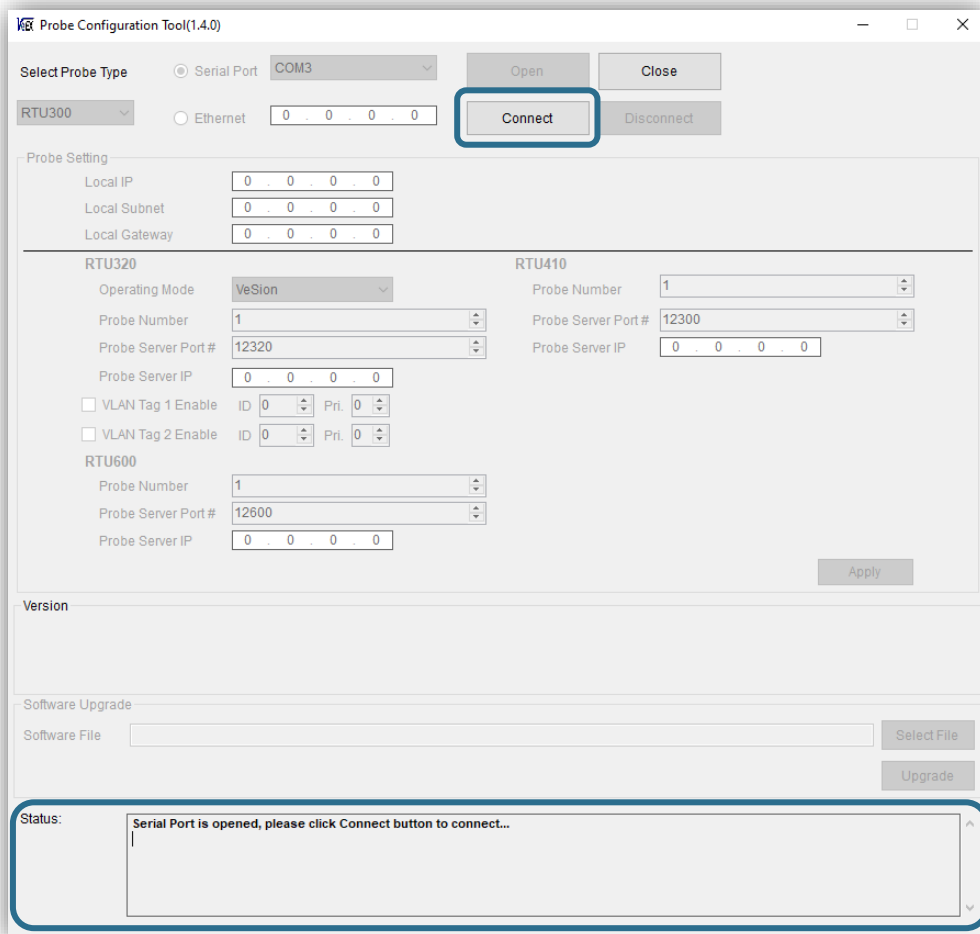 VeEX Probe Configuration Tool(1.4.0)
Select Probe Type Serial Port COM3 Open Close
RTU300 Ethernet 0 . 0 . 0 . 0 Connect Disconnect
Probe Setting
Local IP 0 . 0 . 0 . 0
Local Subnet 0 . 0 . 0 . 0
Local Gateway 0 . 0 . 0 . 0
RTU320 RTU410
Operating Mode VeSion Probe Number 1
Probe Number 1 Probe Server Port # 12300
Probe Server Port # 12320 Probe Server IP 0 . 0 . 0 . 0
Probe Server IP 0 . 0 . 0 . 0
VLAN Tag 1 Enable ID 0 Pri. 0
VLAN Tag 2 Enable ID 0 Pri. 0
RTU600
Probe Number 1
Probe Server Port # 12600
Probe Server IP 0 . 0 . 0 . 0
Apply
Version
Software Upgrade
Software File Select File
Upgrade
Status: Serial Port is opened, please click Connect button to connect...